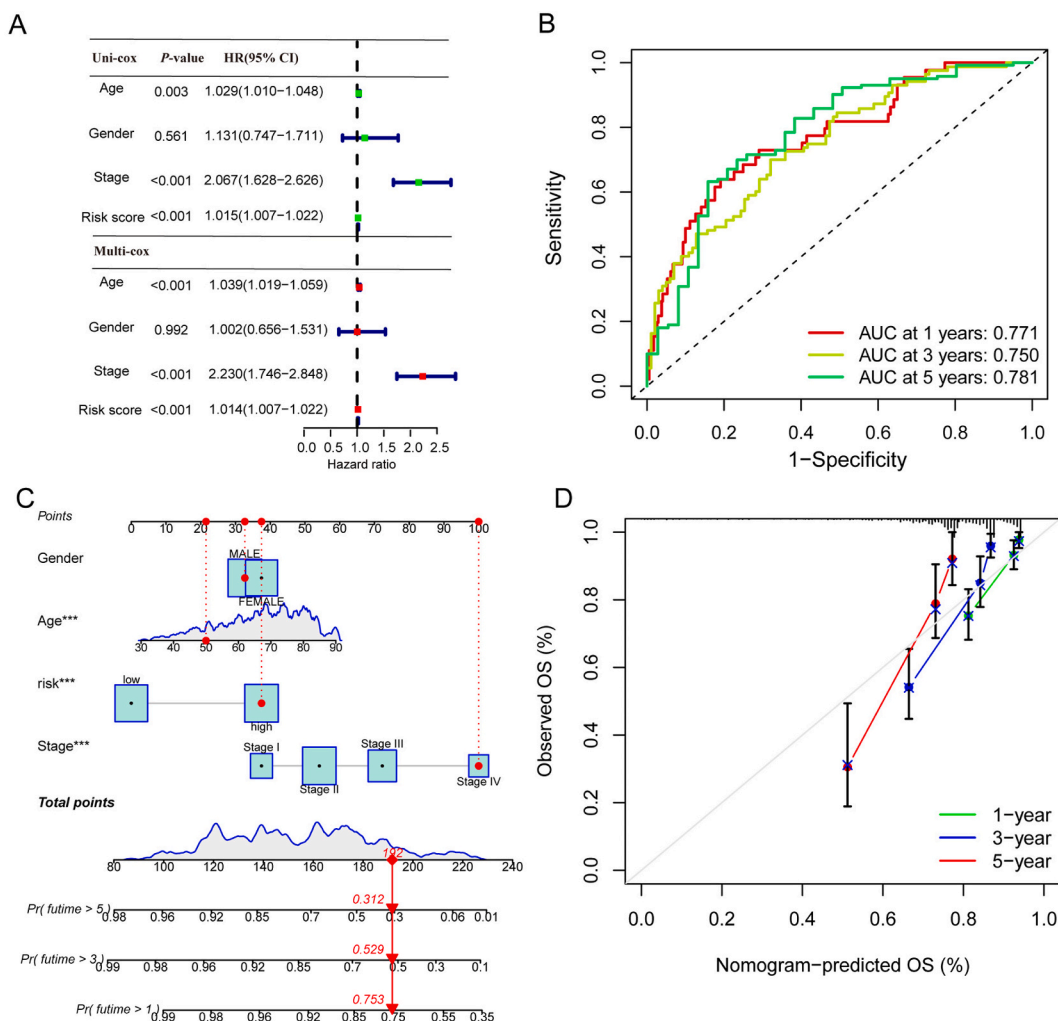 A
Uni-cox P-value HR(95% CI)
Age 0.003 1.029(1.010−1.048)
Gender 0.561 1.131(0.747−1.711)
Stage <0.001 2.067(1.628−2.626)
Risk score <0.001 1.015(1.007−1.022)
Multi-cox
Age <0.001 1.039(1.019−1.059)
Gender 0.992 1.002(0.656−1.531)
Stage <0.001 2.230(1.746−2.848)
Risk score <0.001 1.014(1.007−1.022)
0.0 0.5 1.0 1.5 2.0 2.5
Hazard ratio
B
Sensitivity
1.0
0.8
0.6
0.4
0.2
0.0
AUC at 1 years: 0.771
AUC at 3 years: 0.750
AUC at 5 years: 0.781
0.0 0.2 0.4 0.6 0.8 1.0
1−Specificity
C
Points
0 10 20 30 40 50 60 70 80 90 100
Gender
MALE
FEMALE
Age***
30 40 50 60 70 80 90
risk***
low
high
Stage***
Stage I
Stage II
Stage III
Stage IV
Total points
192
80 100 120 140 160 180 200 220 240
0.312
Pr( futime > 5 )
0.98 0.96 0.92 0.85 0.7 0.5 0.3 0.06 0.01
0.529
Pr( futime > 3 )
0.99 0.98 0.96 0.92 0.85 0.7 0.5 0.3 0.1
0.753
Pr( futime > 1 )
0.99 0.98 0.96 0.92 0.85 0.75 0.55 0.35
D
Observed OS (%)
1.0
0.8
0.6
0.4
0.2
0.0
1−year
3−year
5−year
0.0 0.2 0.4 0.6 0.8 1.0
Nomogram−predicted OS (%)